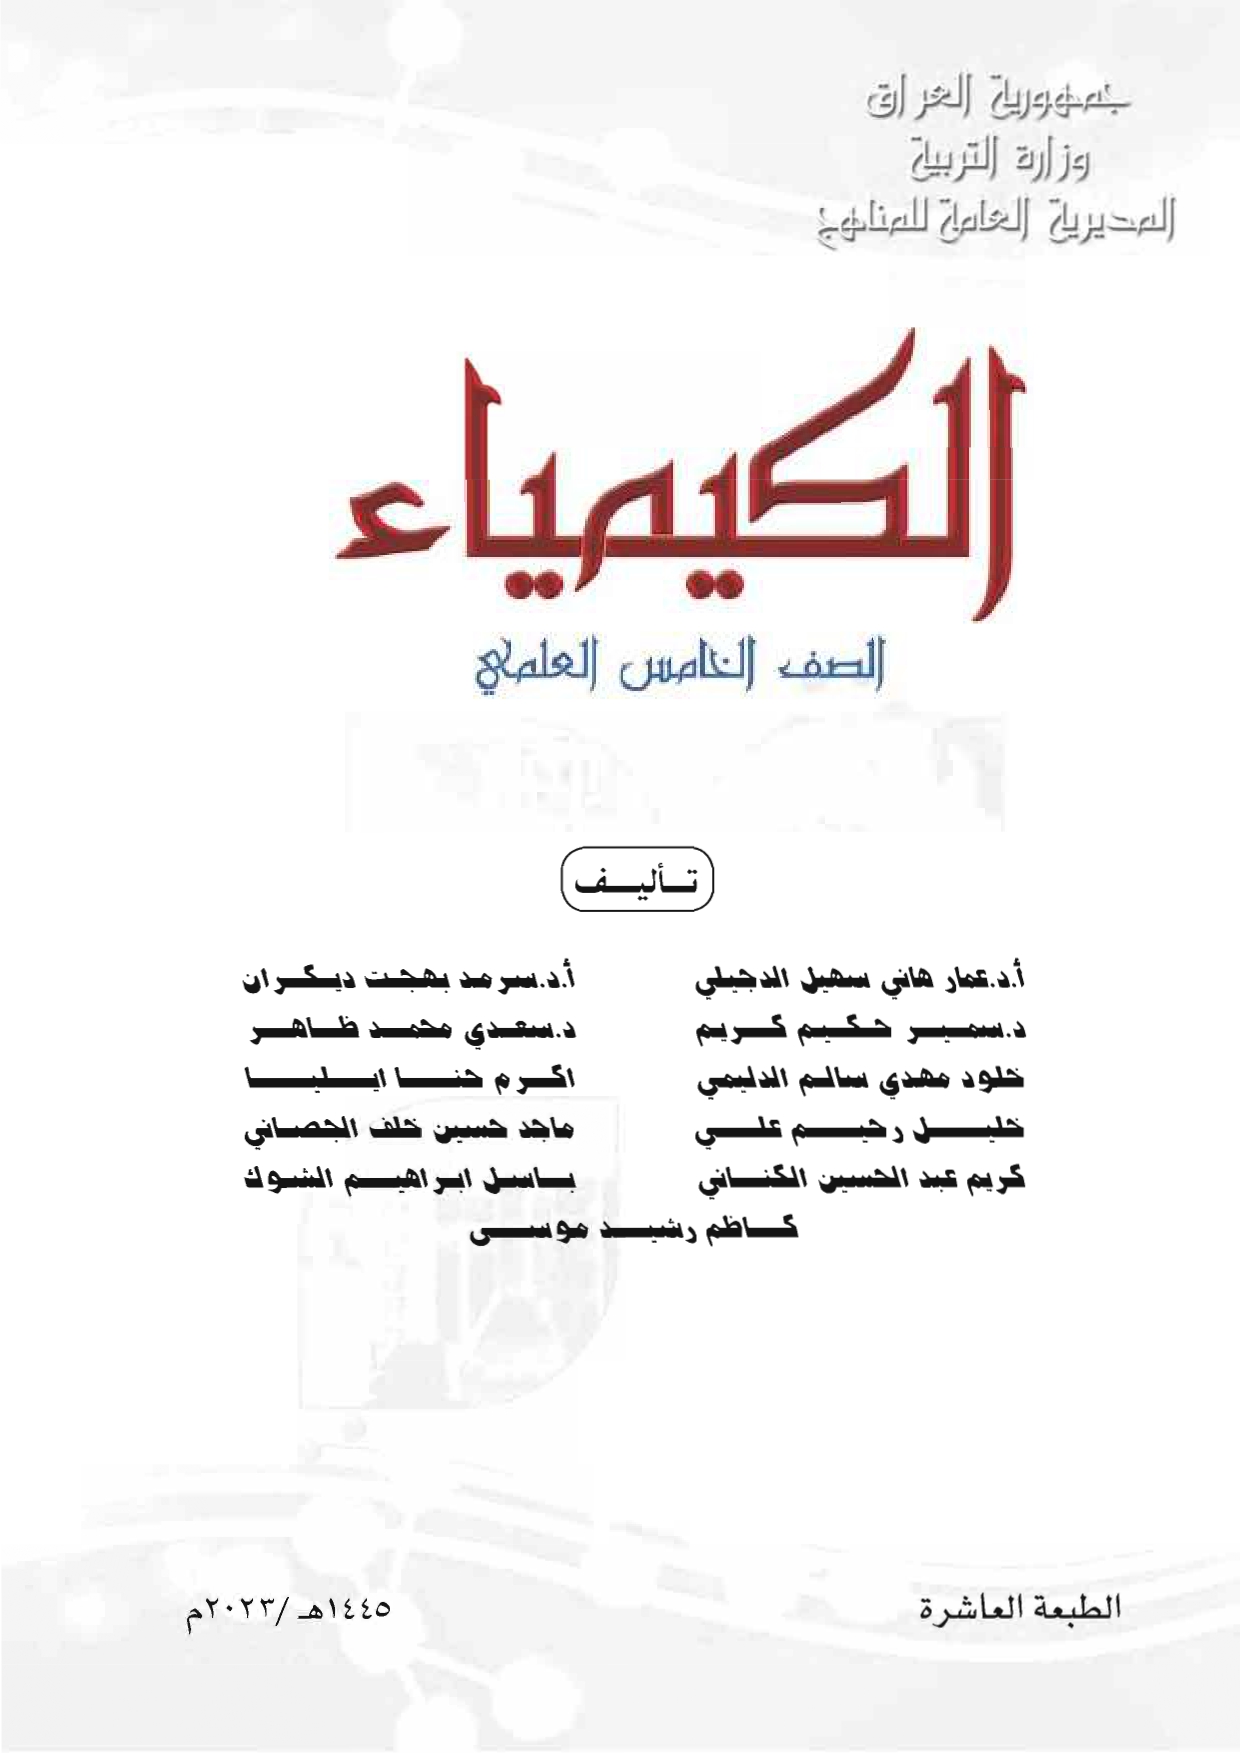 جمهورية العراق
وزارة التربية
المديرية العامة للمناهج
الكيمياء
الصف الخامس العلمي
تأليف
أ.د.عمار هاني سهيل الدجيلي أ.د.سرمد بهجت ديكران
د.سمير حكيم كريم د.سعدي محمد ظاهر
خلود مهدي سالم الدليمي اكرم حنا ايليا
خليل رحيم علي ماجد حسين خلف الجصاني
كريم عبد الحسين الكناني باسل ابراهيم الشوك
كاظم رشيد موسى
الطبعة العاشرة ١٤٤٥هـ /٢٠٢٣م